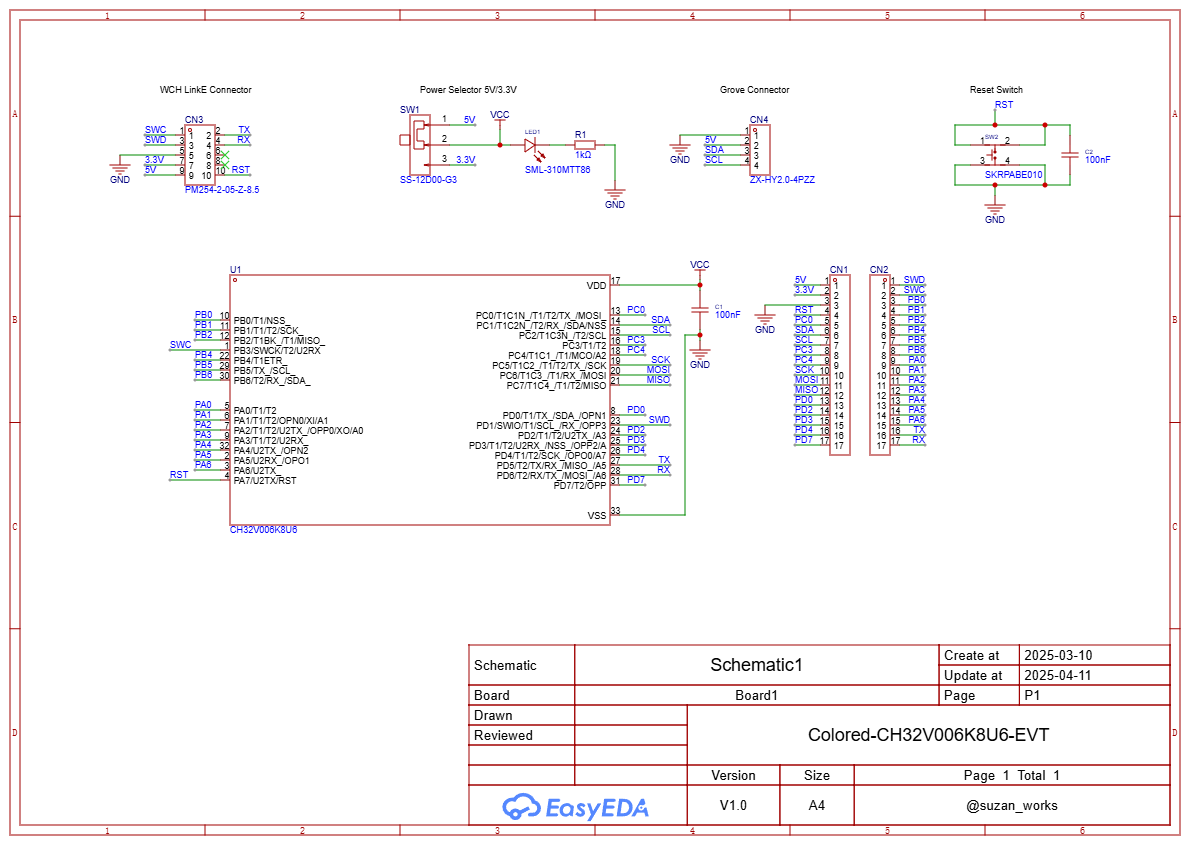 1 2 3 4 5 6
WCH LinkE Connector
Power Selector 5V/3.3V
Grove Connector
Reset Switch
A A
CN3
SWC 1 2 TX
SWD 3 4 RX
5 6
3.3V 7 8
5V 9 10 RST
GND
PM254-2-05-Z-8.5
SW1
1 5V
2
3 3.3V
SS-12D00-G3
VCC
LED1
SML-310MTT86
R1
1kΩ
GND
CN4
1
5V 2
SDA 3
SCL 4
GND
ZX-HY2.0-4PZZ
RST
SW2
1 2
3 4
SKRPABE010
C2
100nF
GND
B B
U1
PB0 10 PB0/T1/NSS_
PB1 11 PB1/T1/T2/SCK_
PB2 12 PB2/T1BK_/T1/MISO_
SWC 1 PB3/SWCK/T2/U2RX_
PB4 22 PB4/T1ETR_
PB5 29 PB5/TX_/SCL_
PB6 30 PB6/T2/RX_/SDA_
PA0 5 PA0/T1/T2
PA1 6 PA1/T1/T2/OPN0/XI/A1
PA2 7 PA2/T1/T2/U2TX_/OPP0/XO/A0
PA3 9 PA3/T1/T2/U2RX_
PA4 32 PA4/U2TX_/OPN2
PA5 2 PA5/U2RX_/OPO1
PA6 3 PA6/U2TX_
RST 4 PA7/U2TX/RST
VDD 17
PC0/T1C1N_/T1/T2/TX_/MOSI_ 13 PC0
PC1/T1C2N_/T2/RX_/SDA/NSS 14 SDA
PC2/T1C3N_/T2/SCL 15 SCL
PC3/T1/T2 16 PC3
PC4/T1C1_/T1/MCO/A2 18 PC4
PC5/T1C2_/T1/T2/TX_/SCK 19 SCK
PC6/T1C3_/T1/RX_/MOSI 20 MOSI
PC7/T1C4_/T1/T2/MISO 21 MISO
PD0/T1/TX_/SDA_/OPN1 8 PD0
PD1/SWIO/T1/SCL_/RX_/OPP3 23 SWD
PD2/T1/T2/U2TX_/A3 24 PD2
PD3/T1/T2/U2RX_/NSS_/OPP2/A 25 PD3
PD4/T1/T2/SCK_/OPO0/A7 26 PD4
PD5/T2/TX/RX_/MISO_/A5 27 TX
PD6/T2/RX/TX_/MOSI_/A6 28 RX
PD7/T2/OPP 31 PD7
VSS 33
CH32V006K8U6
VCC
C1
100nF
GND
CN1
5V 1
3.3V 2
3
RST 4
PC0 5
SDA 6
SCL 7
PC3 8
PC4 9
SCK 10
MOSI 11
MISO 12
PD0 13
PD2 14
PD3 15
PD4 16
PD7 17
GND
CN2
1 SWD
2 SWC
3 PB0
4 PB1
5 PB2
6 PB4
7 PB5
8 PB6
9 PA0
10 PA1
11 PA2
12 PA3
13 PA4
14 PA5
15 PA6
16 TX
17 RX
C C
D D
Schematic Schematic1
Create at 2025-03-10
Update at 2025-04-11
Board Board1
Page P1
Drawn
Reviewed
Colored-CH32V006K8U6-EVT
Version Size Page 1 Total 1
EasyEDA V1.0 A4 @suzan_works
1 2 3 4 5 6